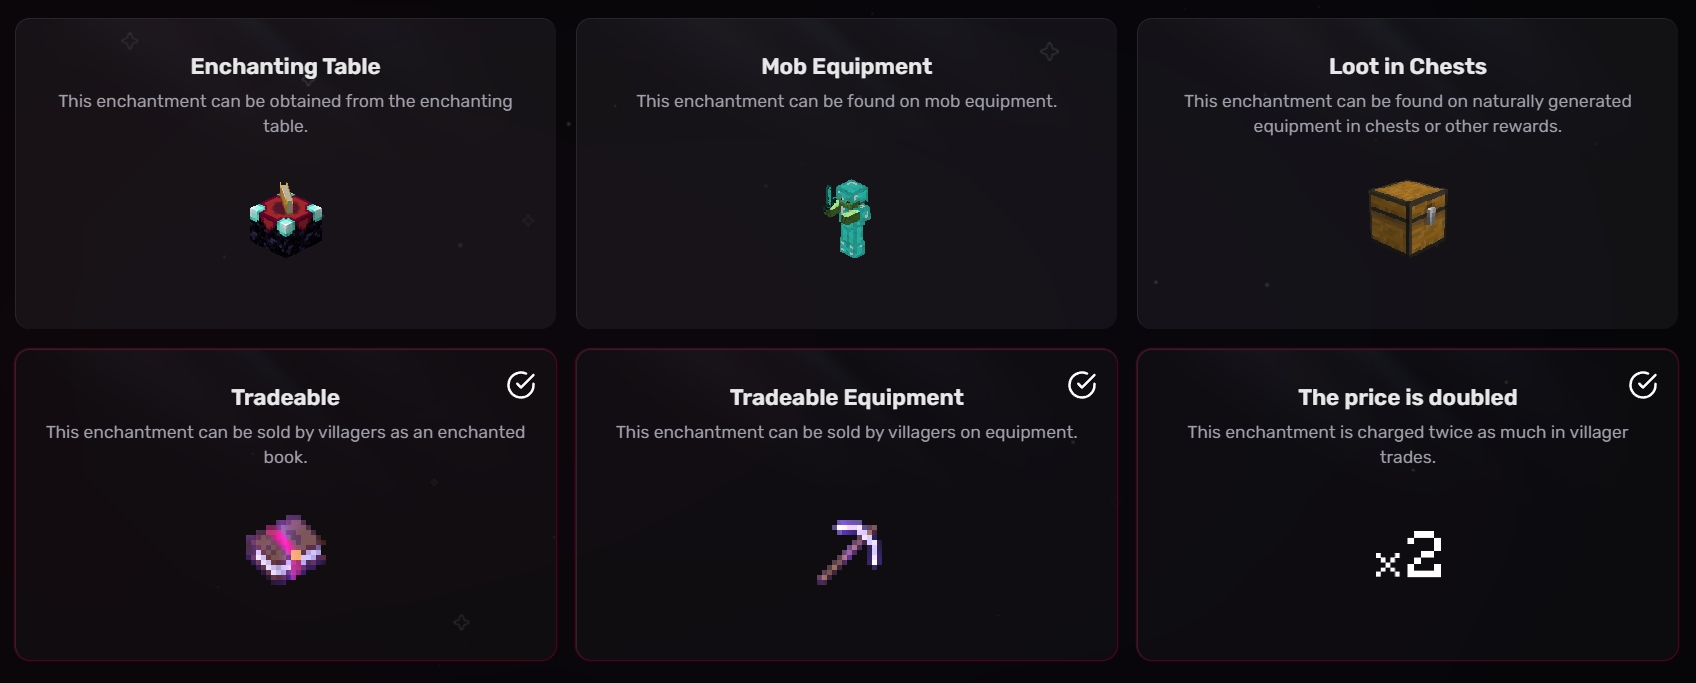 Enchanting Table
This enchantment can be obtained from the enchanting
table.
Mob Equipment
This enchantment can be found on mob equipment.
Loot in Chests
This enchantment can be found on naturally generated
equipment in chests or other rewards.
Tradeable
This enchantment can be sold by villagers as an enchanted
book.
Tradeable Equipment
This enchantment can be sold by villagers on equipment.
The price is doubled
This enchantment is charged twice as much in villager
trades.
x2